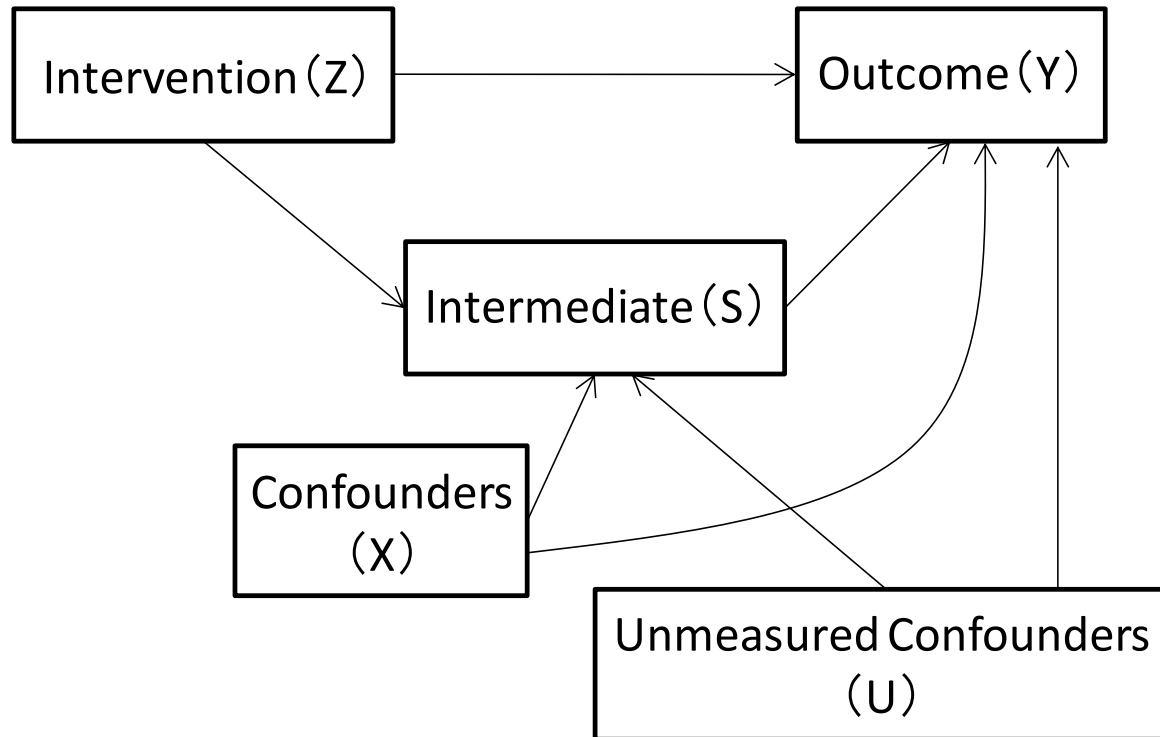 Intervention（Z）
Outcome（Y）
Intermediate（S）
Confounders
（X）
Unmeasured Confounders
（U）